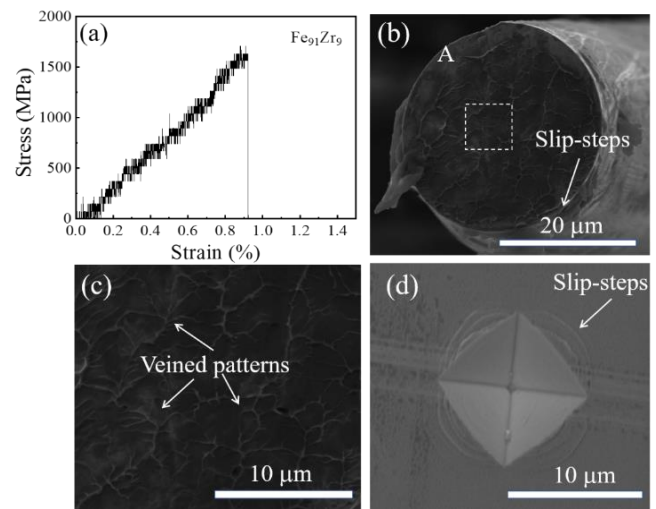 (a)
Fe91Zr9
2000
1500
1000
500
0
Stress (MPa)
0.0 0.2 0.4 0.6 0.8 1.0 1.2 1.4
Strain (%)
(b)
A
Slip-steps
20 μm
(c)
Veined patterns
10 μm
(d)
Slip-steps
10 μm